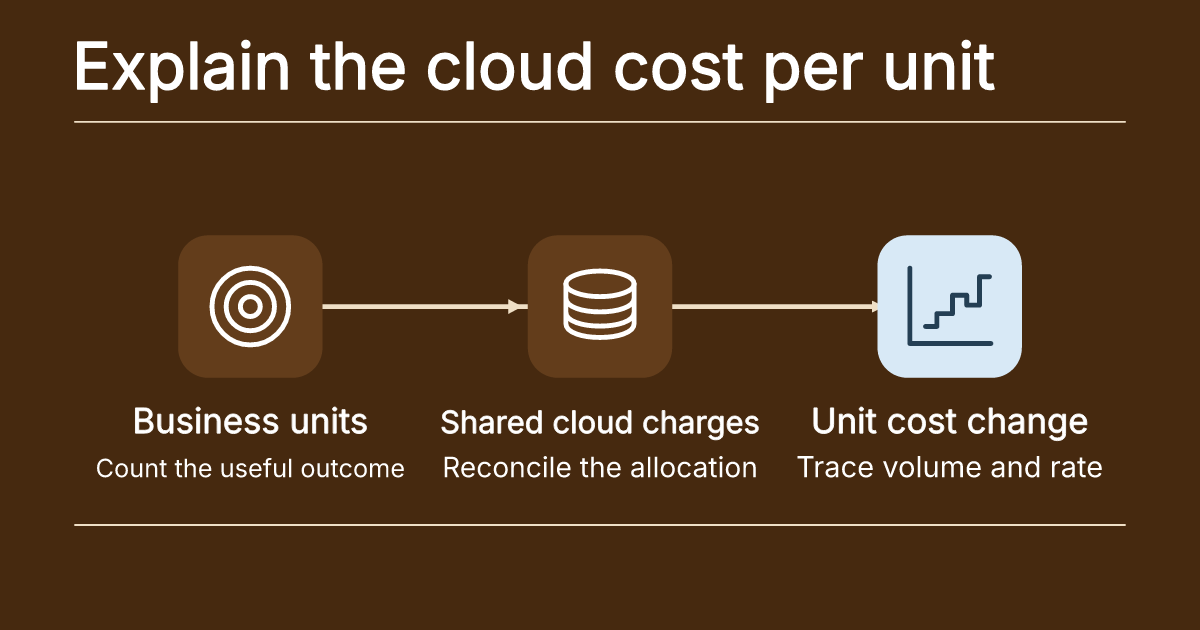 Explain the cloud cost per unit
Business units
Count the useful outcome
Shared cloud charges
Reconcile the allocation
Unit cost change
Trace volume and rate